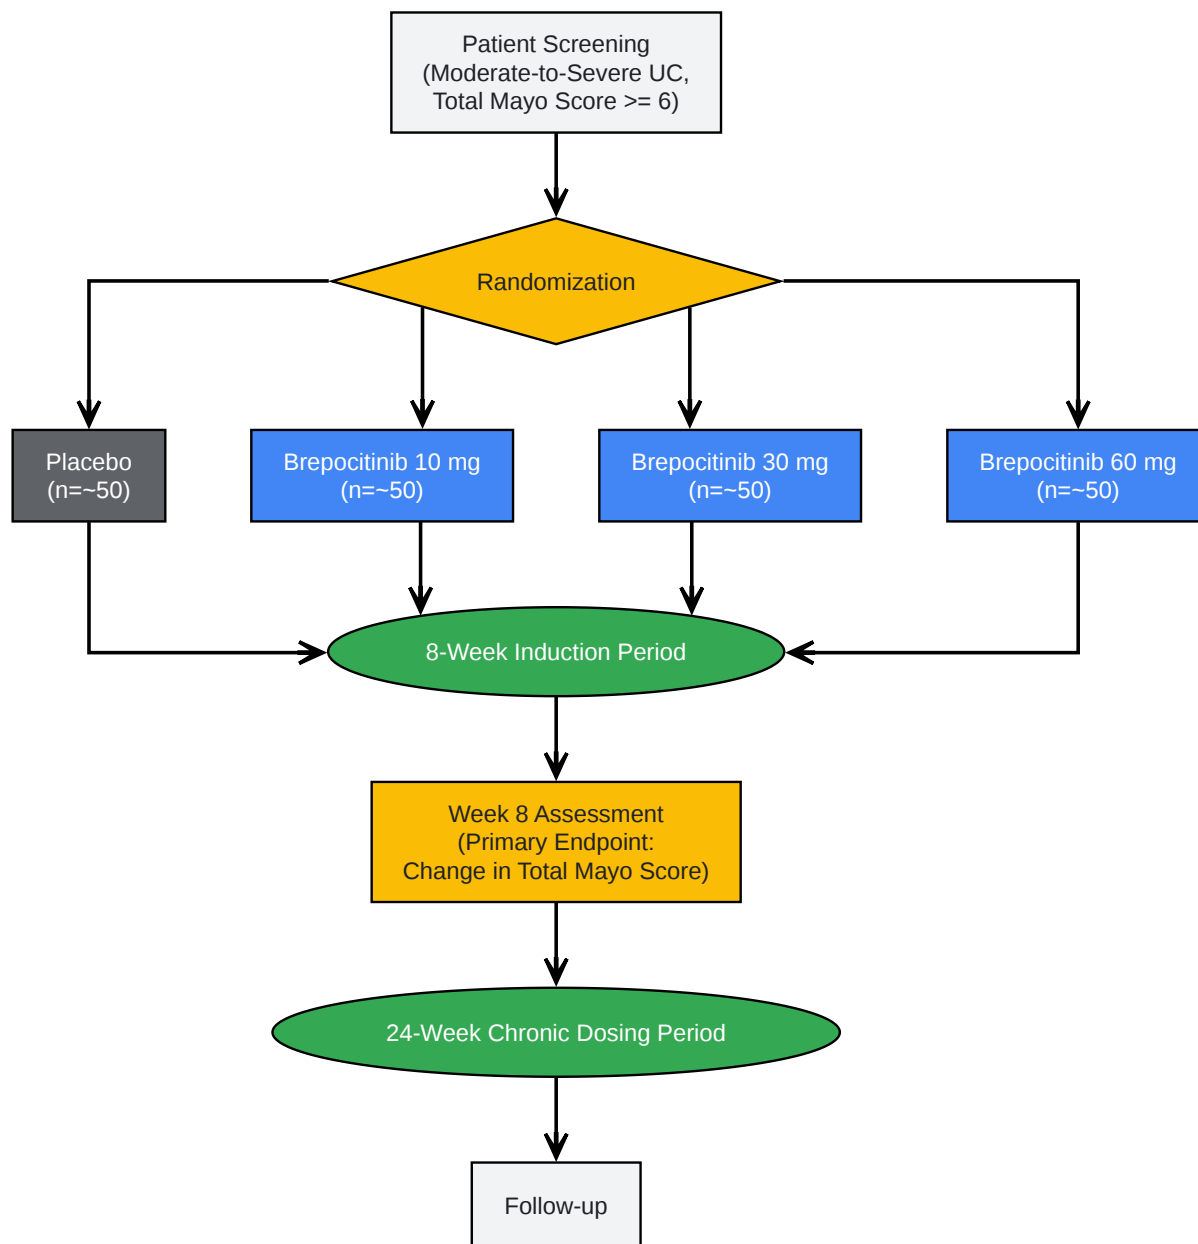 Patient Screening
(Moderate-to-Severe UC,
Total Mayo Score >= 6)
Randomization
Placebo
(n=~50)
Brepocitinib 10 mg
(n=~50)
Brepocitinib 30 mg
(n=~50)
Brepocitinib 60 mg
(n=~50)
8-Week Induction Period
Week 8 Assessment
(Primary Endpoint:
Change in Total Mayo Score)
24-Week Chronic Dosing Period
Follow-up